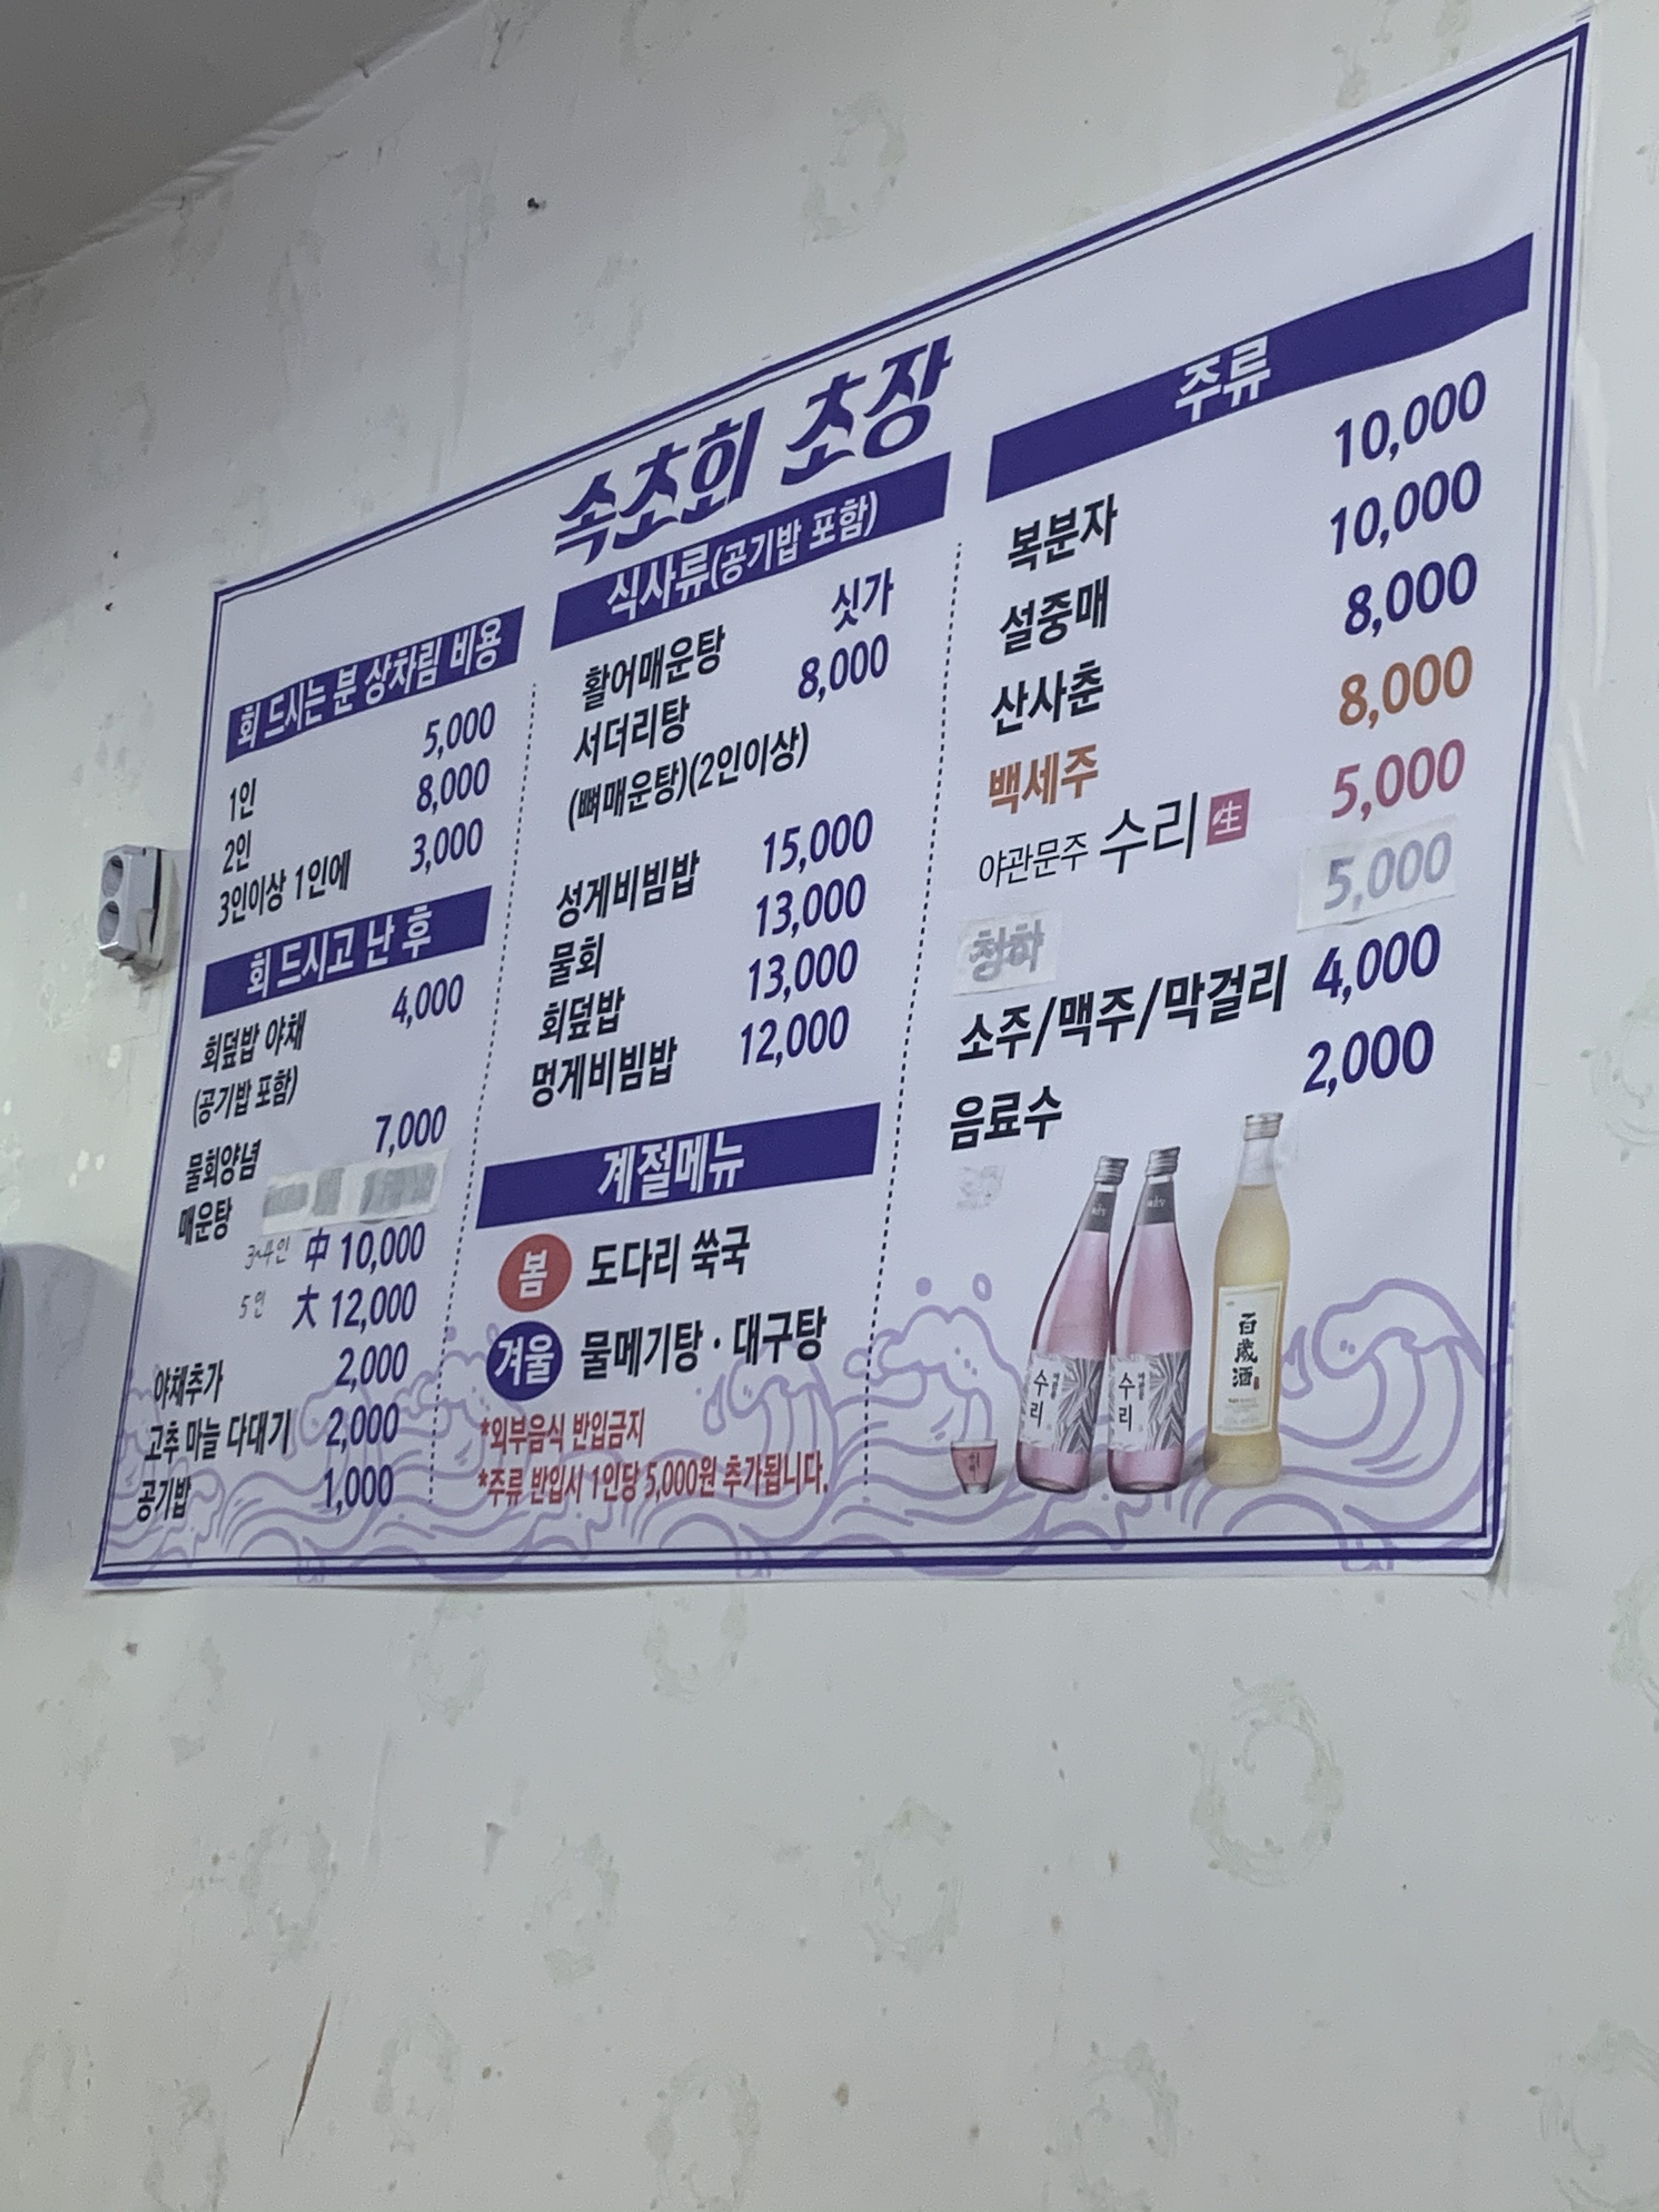 속초회 초장
회 드시는 분 상차림 비용
1인 5,000
2인 8,000
3인이상 1인에 3,000
회 드시고 난 후
회덮밥 야채 4,000
(공기밥 포함)
물회양념 7,000
매운탕
3~4인 中 10,000
5인 大 12,000
야채추가 2,000
고추 마늘 다대기 2,000
공기밥 1,000
식사류(공기밥 포함)
활어매운탕 싯가
서더리탕 8,000
(뼈매운탕)(2인이상)
성게비빔밥 15,000
물회 13,000
회덮밥 13,000
멍게비빔밥 12,000
계절메뉴
봄 도다리 쑥국
겨울 물메기탕 · 대구탕
*외부음식 반입금지
*주류 반입시 1인당 5,000원 추가됩니다.
주류
복분자 10,000
설중매 10,000
산사춘 8,000
백세주 8,000
야관문주 수리 生 5,000
청하 5,000
소주/맥주/막걸리 4,000
음료수 2,000
수리
수리
百歲酒